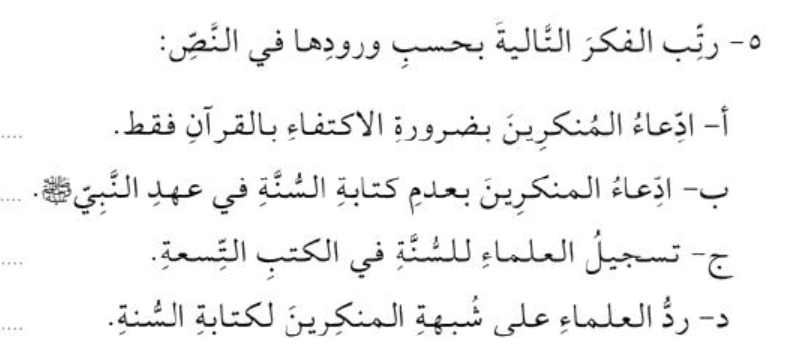 ٥- رتِّب الفكرَ التَّاليةَ بحسبِ ورودِها في النَّصِّ:
أ- ادِّعاءُ المُنكرِينَ بضرورةِ الاكتفاءِ بالقرآنِ فقط. ....
ب- ادِّعاءُ المنكرِينَ بعدمِ كتابةِ السُّنَّةِ في عهدِ النَّبِيّ ﷺ. ....
ج- تسجيلُ العلماءِ للسُّنَّةِ في الكتبِ التِّسعةِ. ....
د- ردُّ العلماءِ على شُبهةِ المنكِرِينَ لكتابةِ السُّنةِ. ....